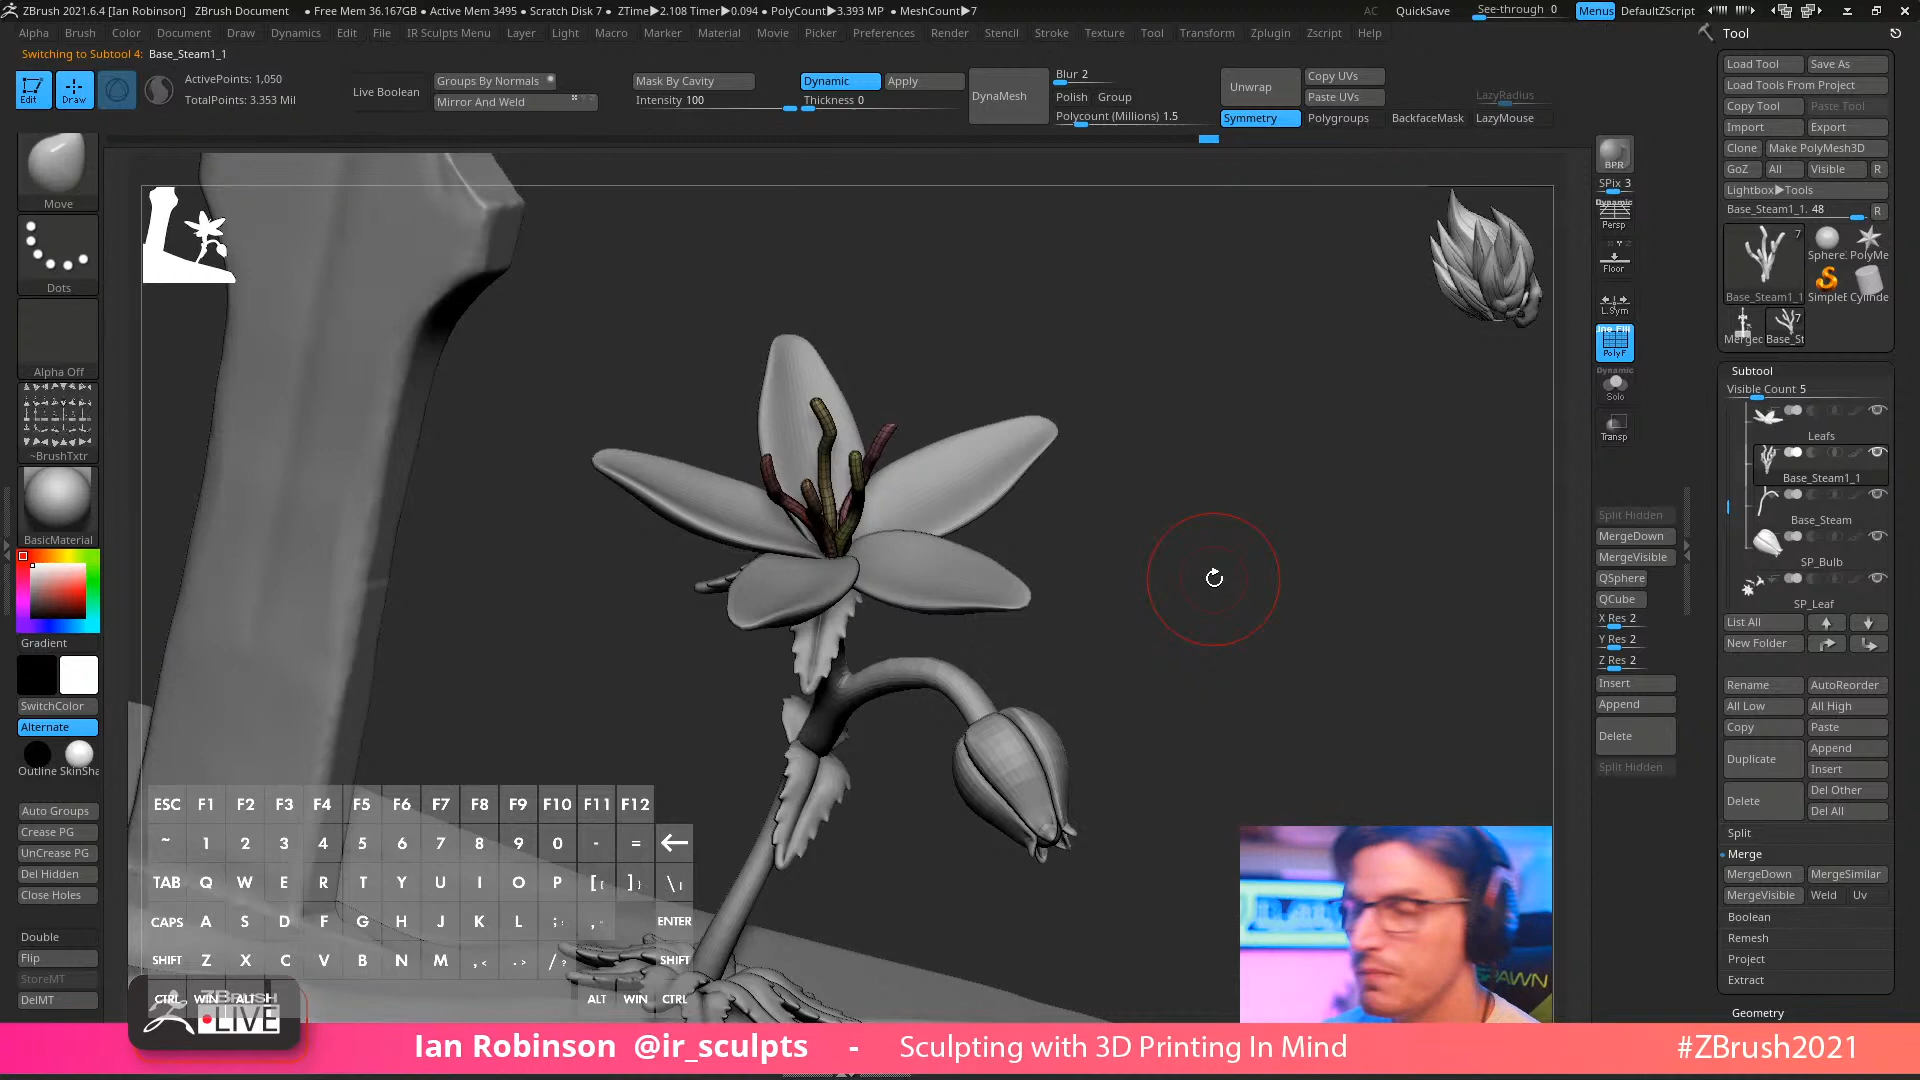 ZBrush 2021.6.4 [Ian Robinson] ZBrush Document • Free Mem 36.167GB • Active Mem 3495 • Scratch Disk 7 • ZTime▶2.108 Timer▶0.094 • PolyCount▶3.393 MP • MeshCount▶7 AC QuickSave See-through 0 Menus DefaultZScript
Alpha Brush Color Document Draw Dynamics Edit File IR Sculpts Menu Layer Light Macro Marker Material Movie Picker Preferences Render Stencil Stroke Texture Tool Transform Zplugin Zscript Help
Switching to Subtool 4: Base_Steam1_1
Edit Draw
ActivePoints: 1,050
TotalPoints: 3.353 Mil
Live Boolean
Groups By Normals
Mirror And Weld
Mask By Cavity
Intensity 100
Dynamic Apply
Thickness 0
DynaMesh
Blur 2
Polish Group
Polycount (Millions) 1.5
Unwrap
Copy UVs
Paste UVs
Symmetry Polygroups
LazyRadius
BackfaceMask LazyMouse
Move
Dots
Alpha Off
~BrushTxtr
BasicMaterial
Gradient
SwitchColor
Alternate
Outline SkinSha
Auto Groups
Crease PG
UnCrease PG
Del Hidden
Close Holes
Double
Flip
StoreMT
DelMT
BPR
SPix 3
Dynamic
Persp
Floor
L.Sym
Line Fill
PolyF
Dynamic
Solo
Transp
Split Hidden
MergeDown
MergeVisible
QSphere
QCube
X Res 2
Y Res 2
Z Res 2
Insert
Append
Delete
Split Hidden
Tool
Load Tool Save As
Load Tools From Project
Copy Tool Paste Tool
Import Export
Clone Make PolyMesh3D
GoZ All Visible R
Lightbox▶Tools
Base_Steam1_1. 48 R
7
Sphere: PolyMe
Base_Steam1_1 SimpleE Cylinde
7
Mergec Base_St
Subtool
Visible Count 5
Leafs
Base_Steam1_1
Base_Steam
SP_Bulb
SP_Leaf
List All
New Folder
Rename AutoReorder
All Low All High
Copy Paste
Duplicate Append
Insert
Delete Del Other
Del All
Split
Merge
MergeDown MergeSimilar
MergeVisible Weld Uv
Boolean
Remesh
Project
Extract
Geometry
ESC F1 F2 F3 F4 F5 F6 F7 F8 F9 F10 F11 F12
~ 1 2 3 4 5 6 7 8 9 0 - =
TAB Q W E R T Y U I O P [{ ]} \|
CAPS A S D F G H J K L ;: ,. ENTER
SHIFT Z X C V B N M ,< .> /? SHIFT
CTRL WIN ALT ALT WIN CTRL
ZBRUSH
LIVE
SPAWN
Ian Robinson @ir_sculpts - Sculpting with 3D Printing In Mind #ZBrush2021